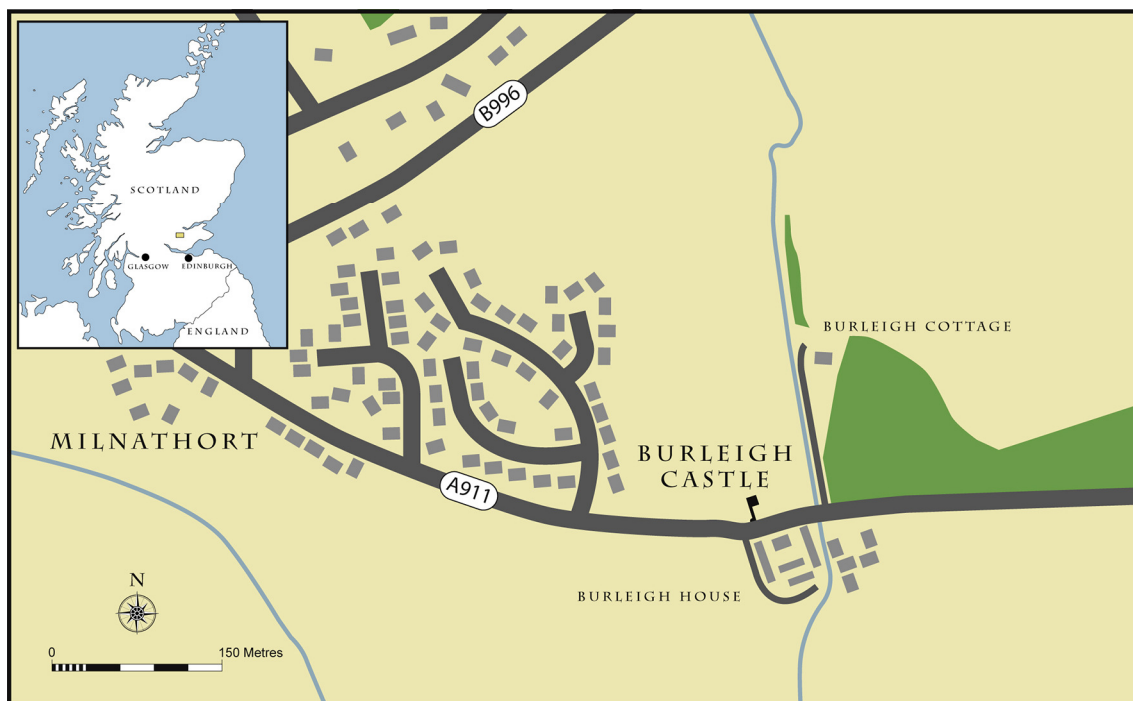 SCOTLAND
GLASGOW
EDINBURGH
ENGLAND
B996
BURLEIGH COTTAGE
MILNATHORT
BURLEIGH
CASTLE
A911
BURLEIGH HOUSE
N
0
150 Metres